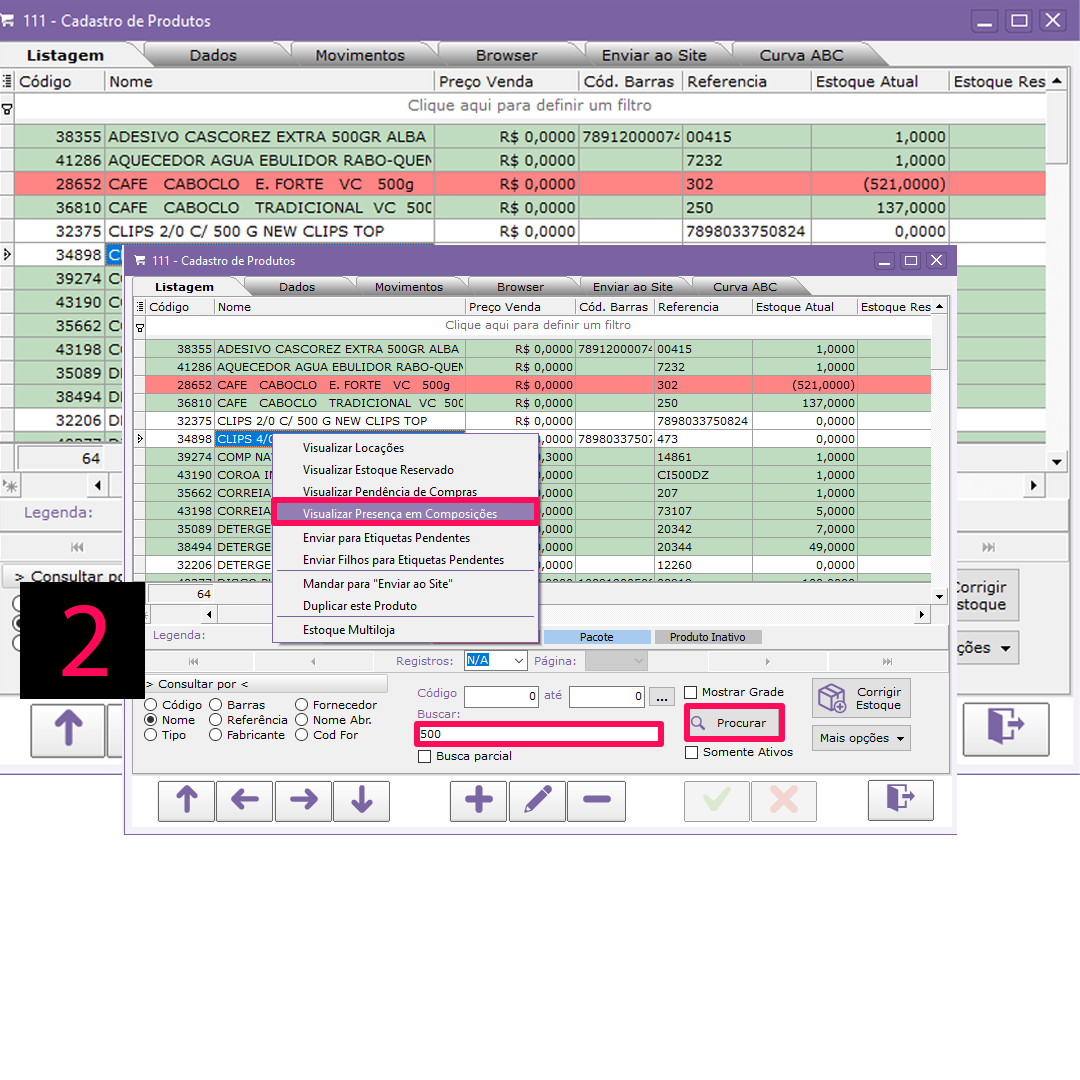 111 - Cadastro de Produtos
Listagem Dados Movimentos Browser Enviar ao Site Curva ABC
Código Nome Preço Venda Cód. Barras Referencia Estoque Atual Estoque Res
Clique aqui para definir um filtro
38355 ADESIVO CASCOREZ EXTRA 500GR ALBA R$ 0,0000 78912000074 00415 1,0000
41286 AQUECEDOR AGUA EBULIDOR RABO-QUEN R$ 0,0000 7232 1,0000
28652 CAFE CABOCLO E. FORTE VC 500g R$ 0,0000 302 (521,0000)
36810 CAFE CABOCLO TRADICIONAL VC 500 R$ 0,0000 250 137,0000
32375 CLIPS 2/0 C/ 500 G NEW CLIPS TOP R$ 0,0000 7898033750824 0,0000
34898
39274
43190
35662
43198
35089
38494
32206
64
Legenda:
> Consultar po
Corrigir
Estoque
ções
2
111 - Cadastro de Produtos
Listagem Dados Movimentos Browser Enviar ao Site Curva ABC
Código Nome Preço Venda Cód. Barras Referencia Estoque Atual Estoque Res
Clique aqui para definir um filtro
38355 ADESIVO CASCOREZ EXTRA 500GR ALBA R$ 0,0000 78912000074 00415 1,0000
41286 AQUECEDOR AGUA EBULIDOR RABO-QUEN R$ 0,0000 7232 1,0000
28652 CAFE CABOCLO E. FORTE VC 500g R$ 0,0000 302 (521,0000)
36810 CAFE CABOCLO TRADICIONAL VC 500 R$ 0,0000 250 137,0000
32375 CLIPS 2/0 C/ 500 G NEW CLIPS TOP R$ 0,0000 7898033750824 0,0000
34898 CLIPS 4/0 ,0000 78980337507 473 0,0000
39274 COMP NA ,3000 14861 1,0000
43190 COROA IN ,0000 CI500DZ 1,0000
35662 CORREIA ,0000 207 1,0000
43198 CORREIA ,0000 73107 5,0000
35089 DETERGE ,0000 20342 7,0000
38494 DETERGE ,0000 20344 49,0000
32206 DETERGE ,0000 12260 0,0000
64
Visualizar Locações
Visualizar Estoque Reservado
Visualizar Pendência de Compras
Visualizar Presença em Composições
Enviar para Etiquetas Pendentes
Enviar Filhos para Etiquetas Pendentes
Mandar para "Enviar ao Site"
Duplicar este Produto
Estoque Multiloja
Legenda: Pacote Produto Inativo
Registros: N/A Página:
> Consultar por <
Código Barras Fornecedor
Nome Referência Nome Abr.
Tipo Fabricante Cod For
Código 0 até 0 ...
Buscar:
500
Busca parcial
Mostrar Grade
Procurar
Somente Ativos
Corrigir
Estoque
Mais opções